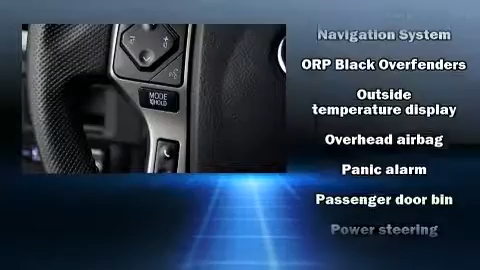 Navigation System
ORP Black Overfenders
Outside
temperature display
Overhead airbag
Panic alarm
Passenger door bin
Power steering
MODE
HOLD